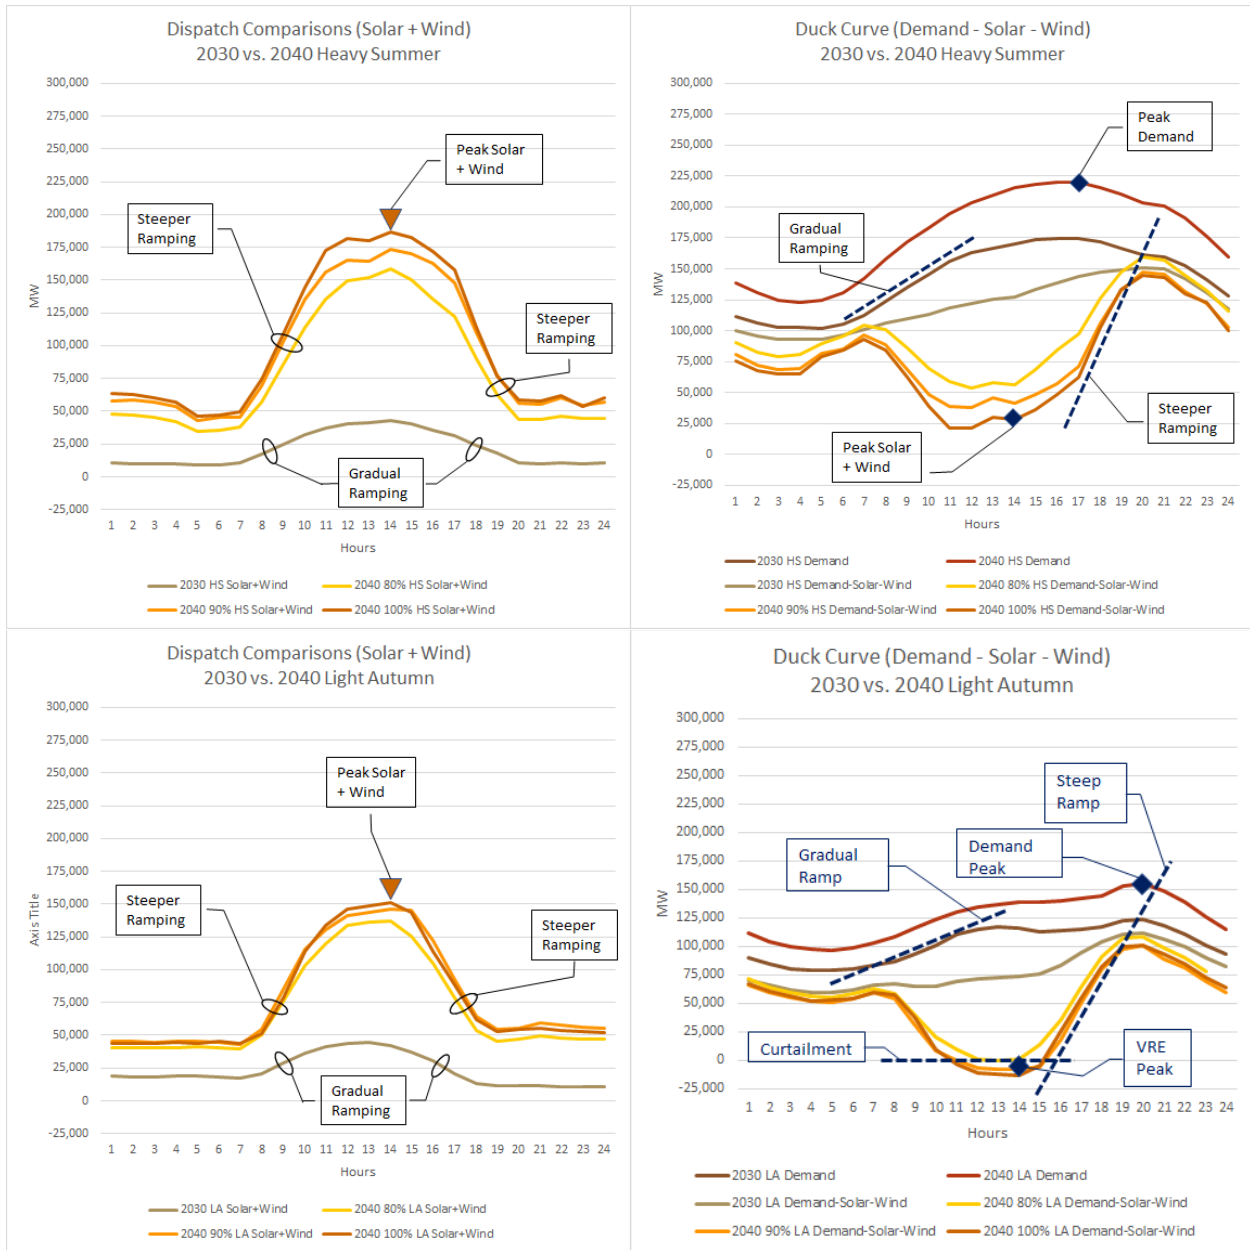 Dispatch Comparisons (Solar + Wind)
2030 vs. 2040 Heavy Summer
300,000
275,000
250,000
225,000
200,000
175,000
150,000
125,000
100,000
75,000
50,000
25,000
0
-25,000
MW
Peak Solar
+ Wind
Steeper
Ramping
Steeper
Ramping
Gradual
Ramping
1 2 3 4 5 6 7 8 9 10 11 12 13 14 15 16 17 18 19 20 21 22 23 24
Hours
2030 HS Solar+Wind
2040 80% HS Solar+Wind
2040 90% HS Solar+Wind
2040 100% HS Solar+Wind
Duck Curve (Demand - Solar - Wind)
2030 vs. 2040 Heavy Summer
300,000
275,000
250,000
225,000
200,000
175,000
150,000
125,000
100,000
75,000
50,000
25,000
0
-25,000
MW
Peak
Demand
Gradual
Ramping
Steeper
Ramping
Peak Solar
+ Wind
1 2 3 4 5 6 7 8 9 10 11 12 13 14 15 16 17 18 19 20 21 22 23 24
Hours
2030 HS Demand
2040 HS Demand
2030 HS Demand-Solar-Wind
2040 80% HS Demand-Solar-Wind
2040 90% HS Demand-Solar-Wind
2040 100% HS Demand-Solar-Wind
Dispatch Comparisons (Solar + Wind)
2030 vs. 2040 Light Autumn
300,000
275,000
250,000
225,000
200,000
175,000
150,000
125,000
100,000
75,000
50,000
25,000
0
-25,000
Axis Title
Peak Solar
+ Wind
Steeper
Ramping
Steeper
Ramping
Gradual
Ramping
1 2 3 4 5 6 7 8 9 10 11 12 13 14 15 16 17 18 19 20 21 22 23 24
Hours
2030 LA Solar+Wind
2040 80% LA Solar+Wind
2040 90% LA Solar+Wind
2040 100% LA Solar+Wind
Duck Curve (Demand - Solar - Wind)
2030 vs. 2040 Light Autumn
300,000
275,000
250,000
225,000
200,000
175,000
150,000
125,000
100,000
75,000
50,000
25,000
0
-25,000
MW
Steep
Ramp
Demand
Peak
Gradual
Ramp
Curtailment
VRE
Peak
1 2 3 4 5 6 7 8 9 10 11 12 13 14 15 16 17 18 19 20 21 22 23 24
Hours
2030 LA Demand
2040 LA Demand
2030 LA Demand-Solar-Wind
2040 80% LA Demand-Solar-Wind
2040 90% LA Demand-Solar-Wind
2040 100% LA Demand-Solar-Wind